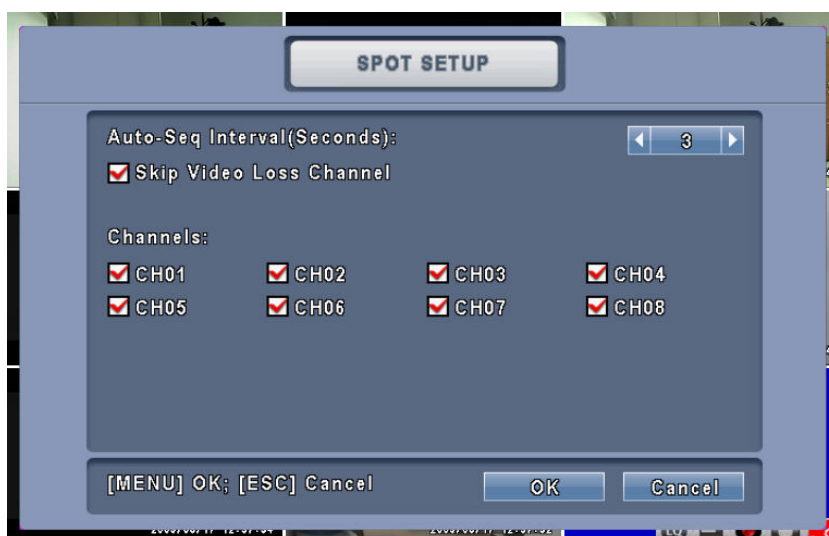 SPOT SETUP
Auto-Seq Interval(Seconds): 3
Skip Video Loss Channel
Channels:
CH01 CH02 CH03 CH04
CH05 CH06 CH07 CH08
[MENU] OK; [ESC] Cancel OK Cancel